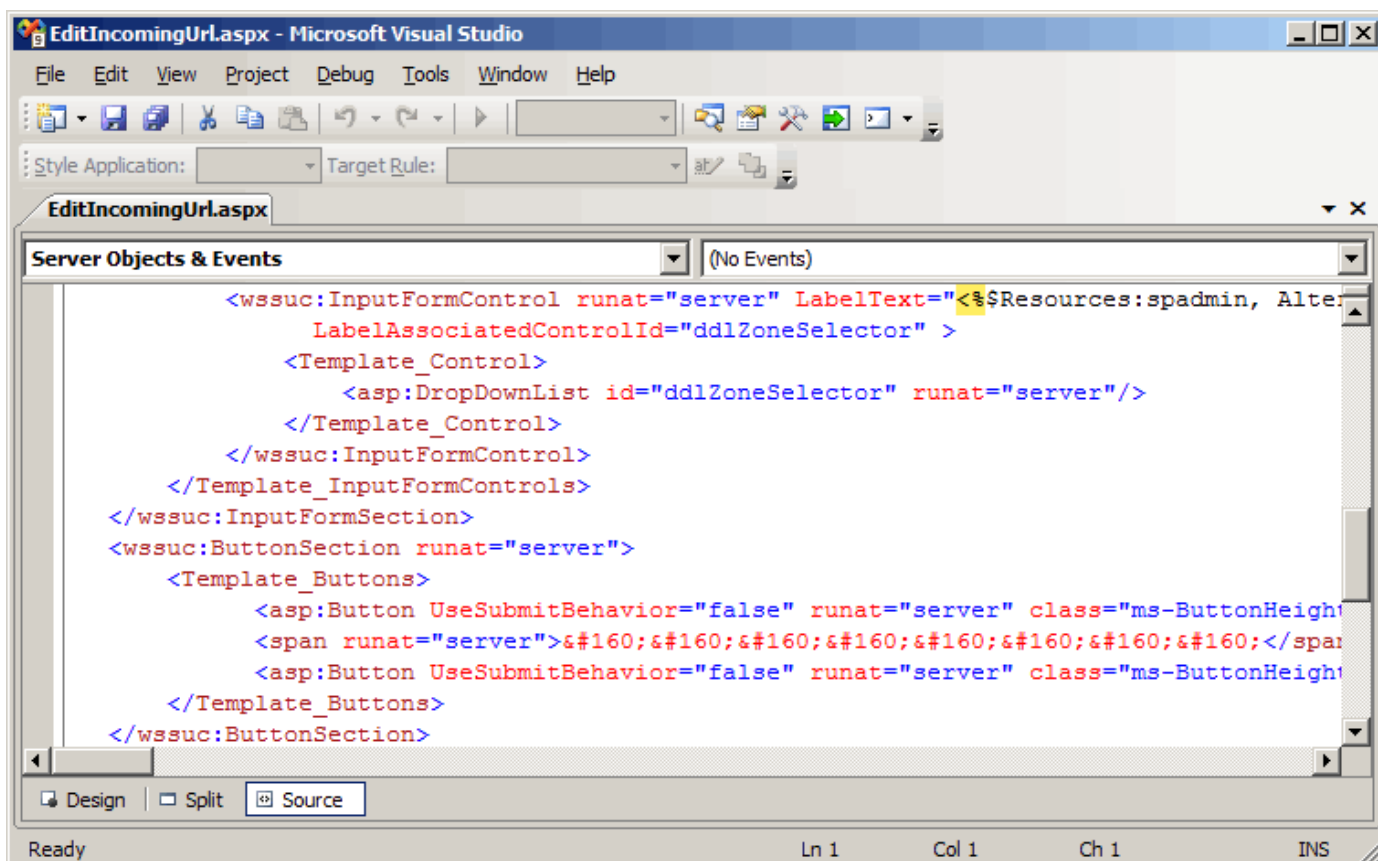 EditIncomingUrl.aspx - Microsoft Visual Studio
File Edit View Project Debug Tools Window Help
Style Application: Target Rule:
EditIncomingUrl.aspx
Server Objects & Events (No Events)
<wssuc:InputFormControl runat="server" LabelText="<%$Resources:spadmin, Alter
LabelAssociatedControlId="ddlZoneSelector" >
<Template_Control>
<asp:DropDownList id="ddlZoneSelector" runat="server"/>
</Template_Control>
</wssuc:InputFormControl>
</Template_InputFormControls>
</wssuc:InputFormSection>
<wssuc:ButtonSection runat="server">
<Template_Buttons>
<asp:Button UseSubmitBehavior="false" runat="server" class="ms-ButtonHeight
<span runat="server">&#160;&#160;&#160;&#160;&#160;&#160;&#160;&#160;</span
<asp:Button UseSubmitBehavior="false" runat="server" class="ms-ButtonHeight
</Template_Buttons>
</wssuc:ButtonSection>
Design Split Source
Ready Ln 1 Col 1 Ch 1 INS